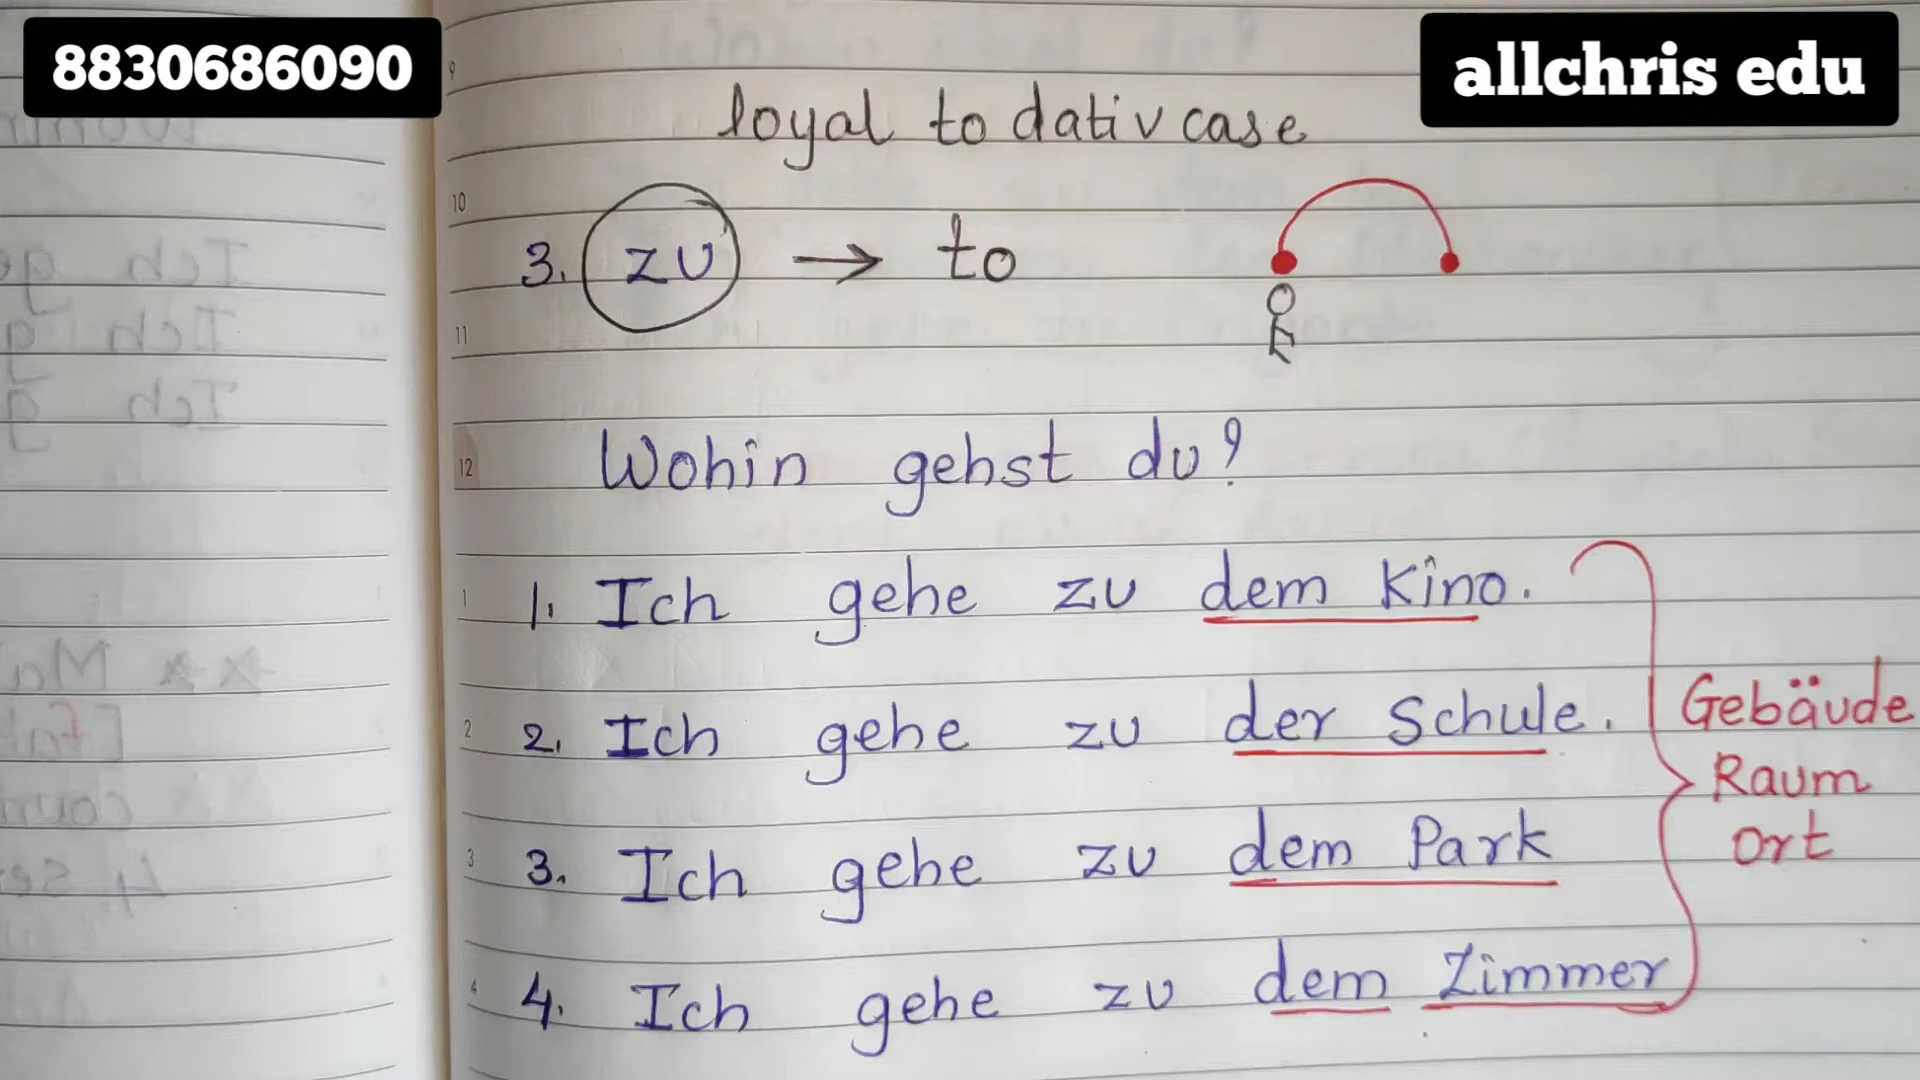 8830686090
allchris edu
loyal to dativ case
3. zu → to
Wohin gehst du?
1. Ich gehe zu dem Kino.
2. Ich gehe zu der Schule.
3. Ich gehe zu dem Park
4. Ich gehe zu dem Zimmer
Gebäude
Raum
Ort